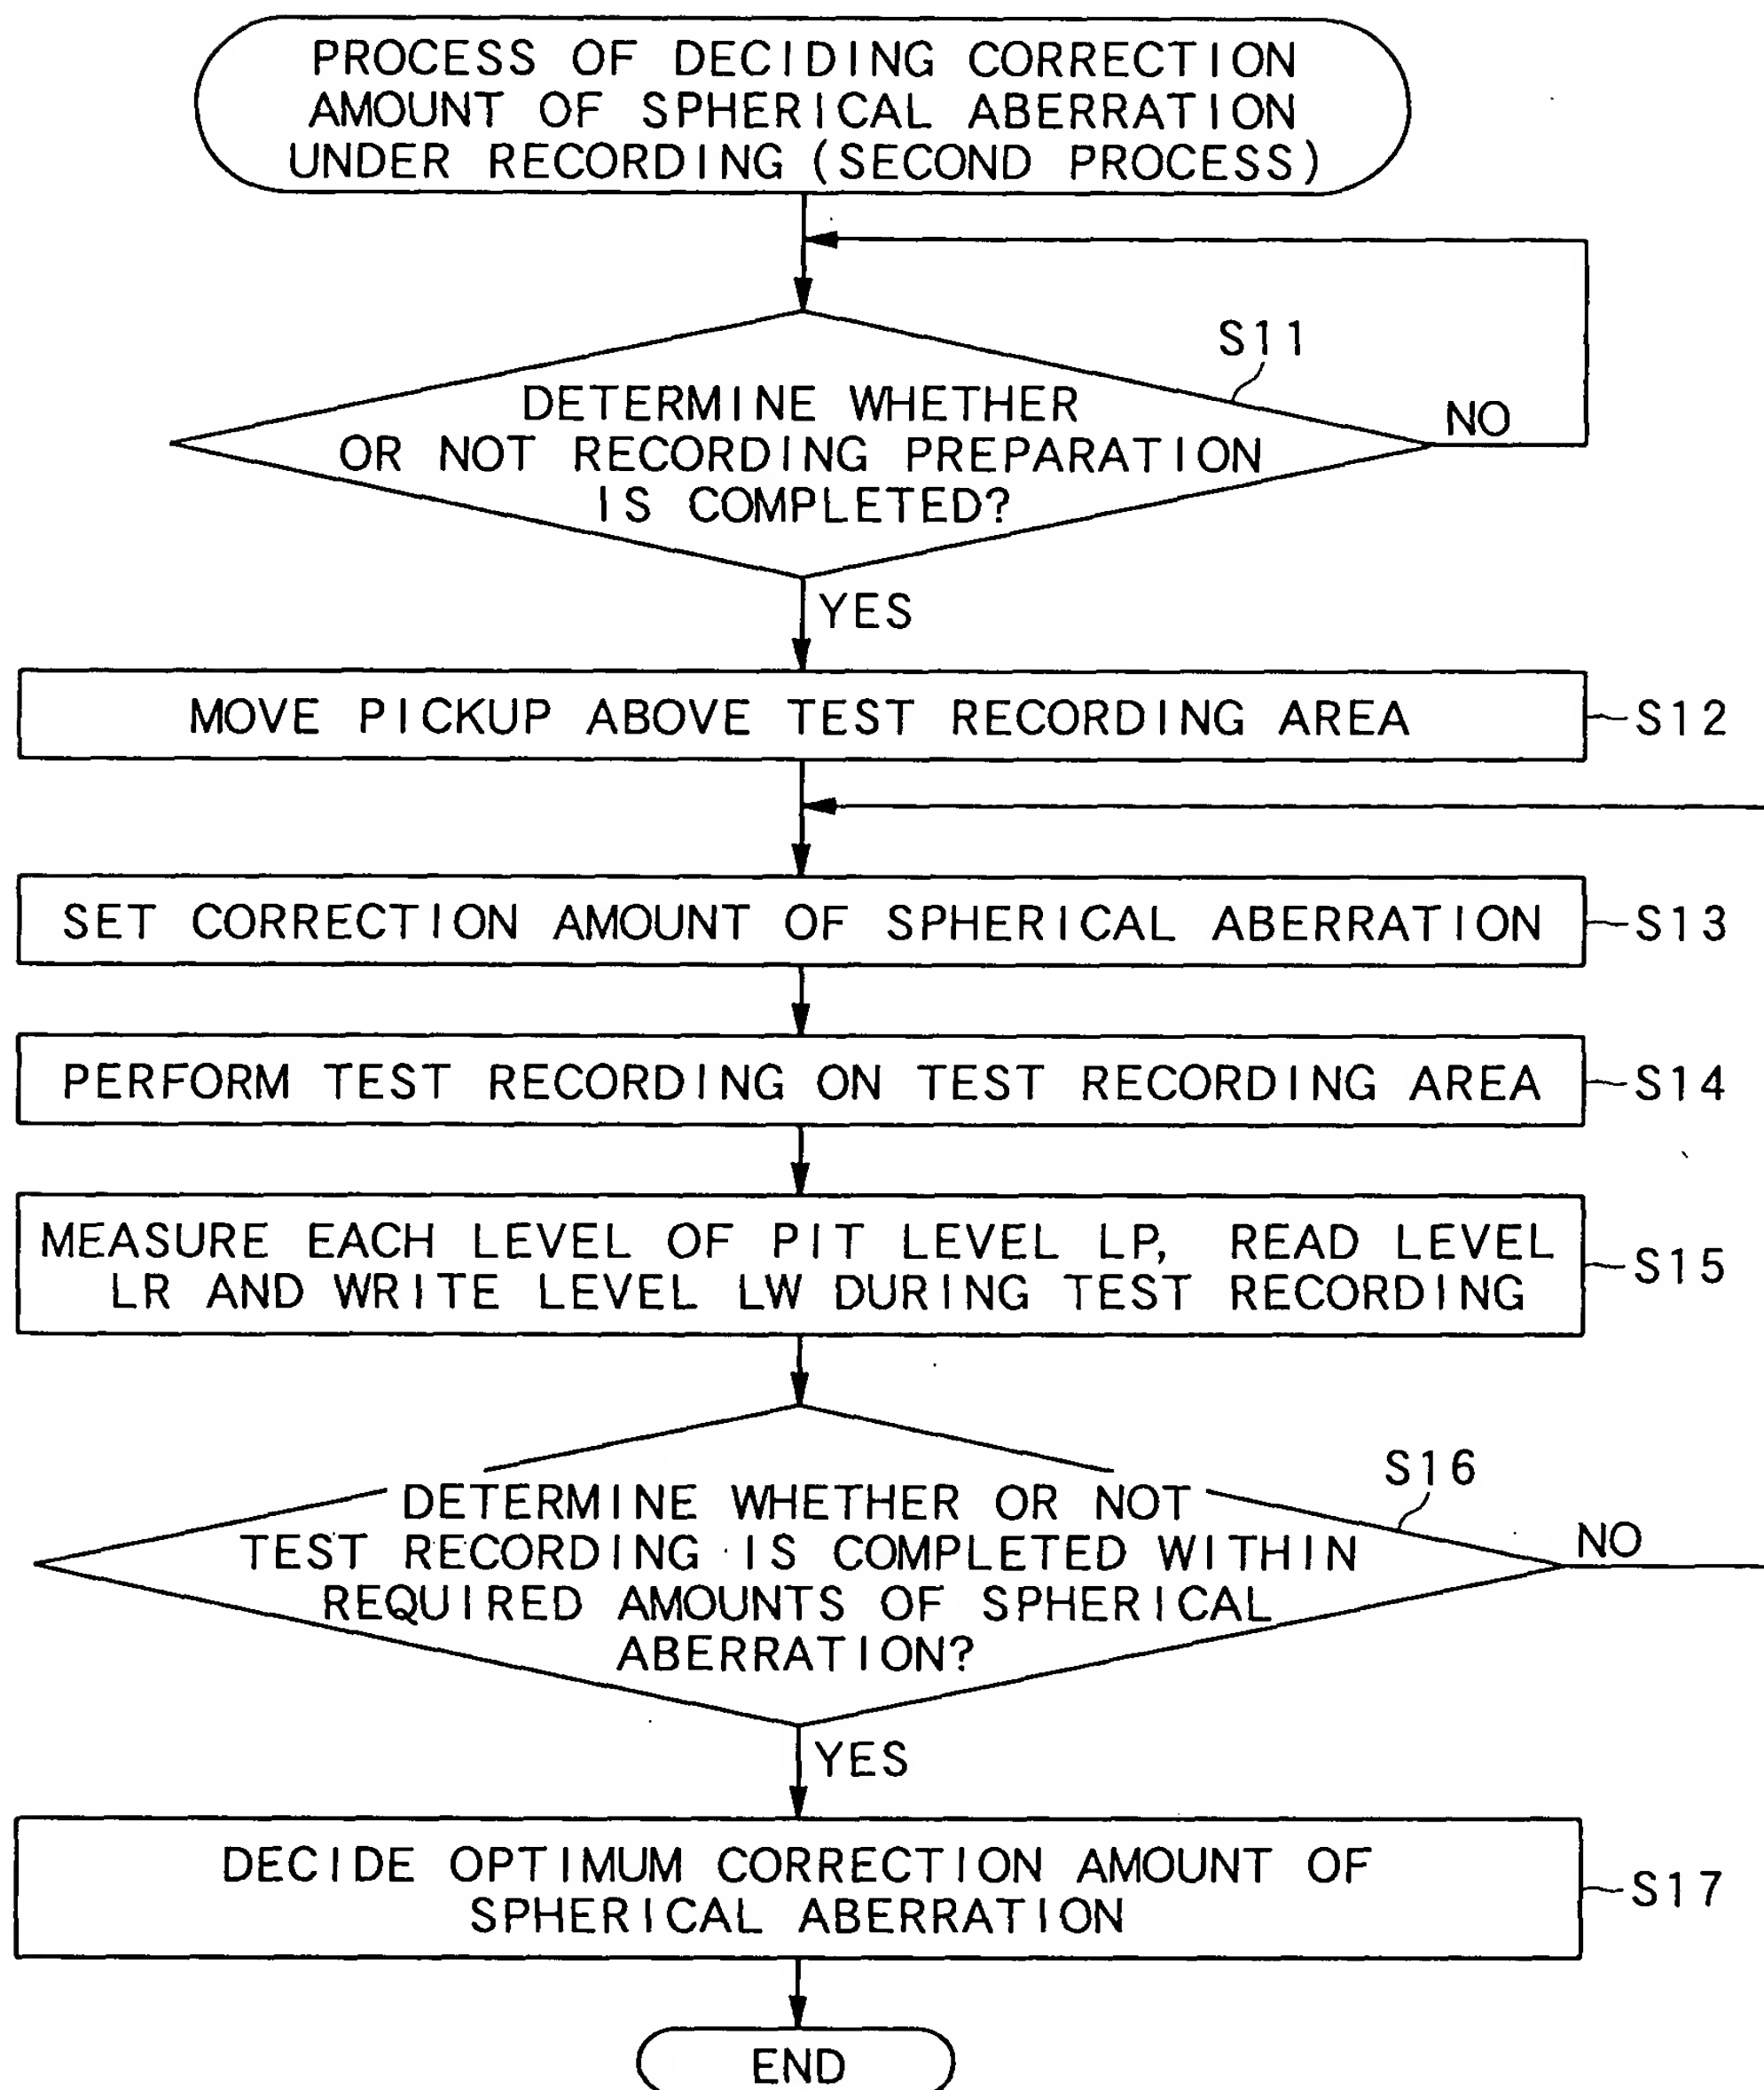 PROCESS OF DECIDING CORRECTION
AMOUNT OF SPHERICAL ABERRATION
UNDER RECORDING (SECOND PROCESS)
S11
DETERMINE WHETHER
OR NOT RECORDING PREPARATION
IS COMPLETED?
NO
YES
MOVE PICKUP ABOVE TEST RECORDING AREA
S12
SET CORRECTION AMOUNT OF SPHERICAL ABERRATION
S13
PERFORM TEST RECORDING ON TEST RECORDING AREA
S14
MEASURE EACH LEVEL OF PIT LEVEL LP, READ LEVEL
LR AND WRITE LEVEL LW DURING TEST RECORDING
S15
S16
DETERMINE WHETHER OR NOT
TEST RECORDING IS COMPLETED WITHIN
REQUIRED AMOUNTS OF SPHERICAL
ABERRATION?
NO
YES
DECIDE OPTIMUM CORRECTION AMOUNT OF
SPHERICAL ABERRATION
S17
END